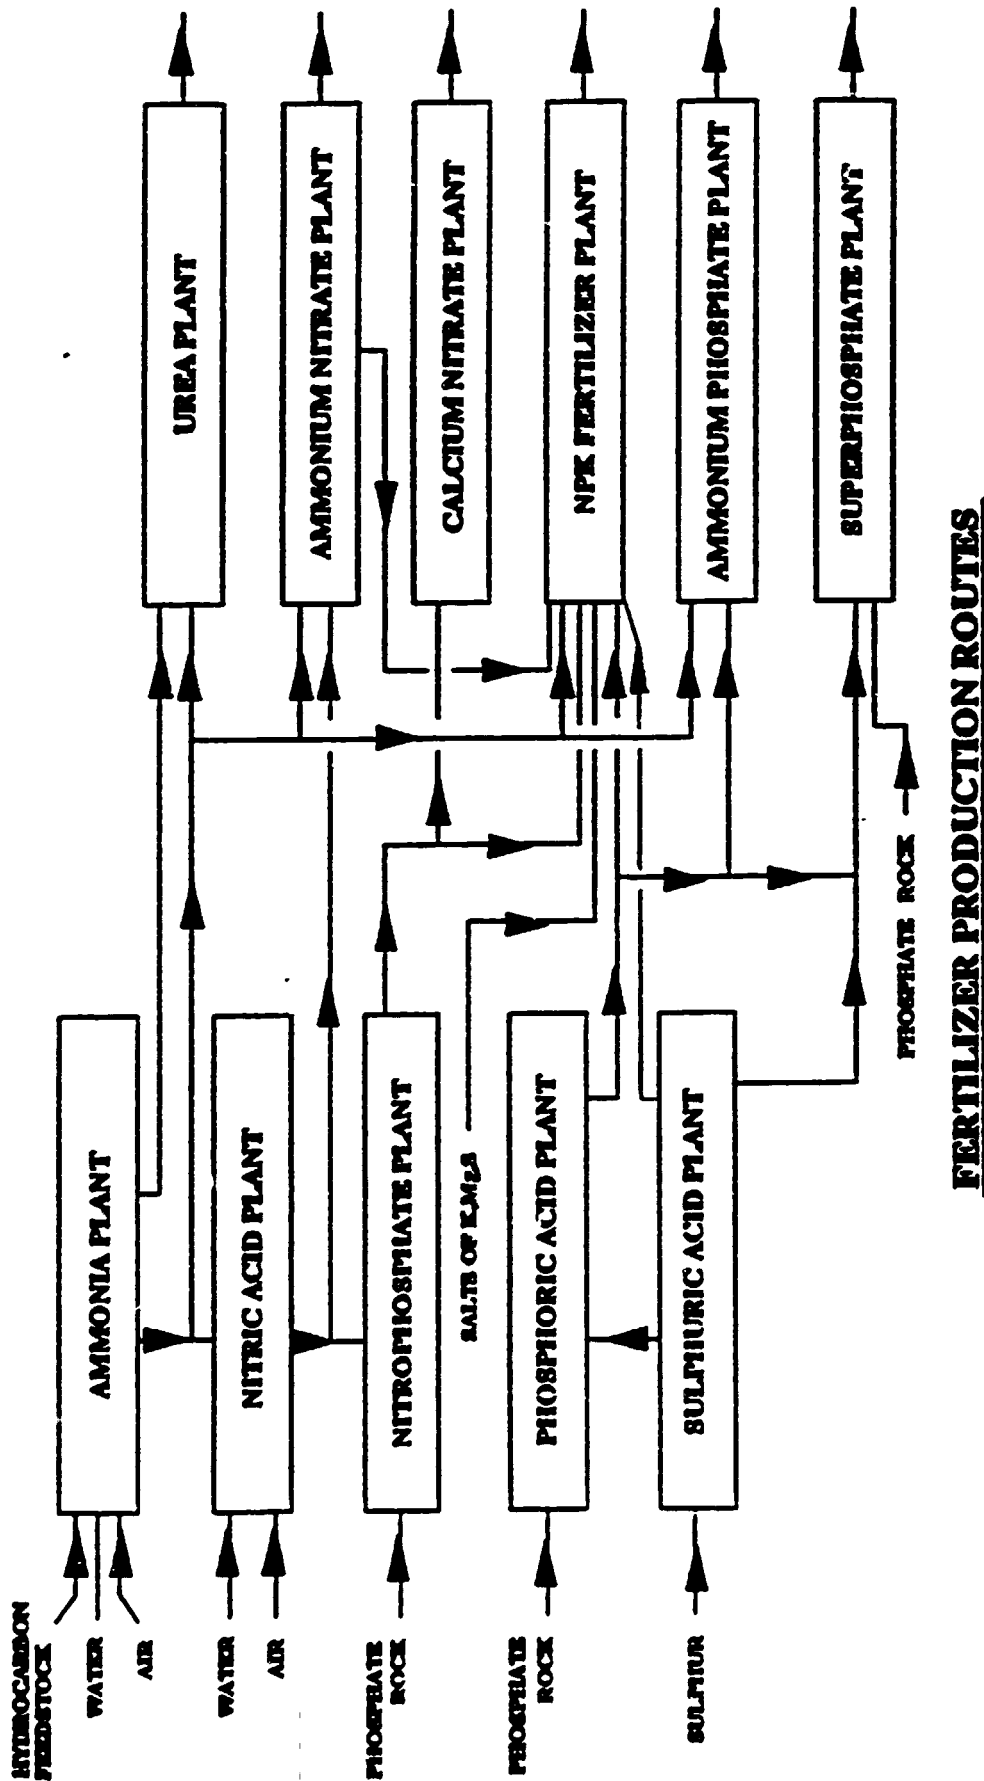 HYDROCARBON
FEEDSTOCK
WATER
AIR
AMMONIA PLANT
UREA PLANT
WATER
AIR
NITRIC ACID PLANT
AMMONIUM NITRATE PLANT
PHOSPHATE
ROCK
NITROPHOSPHATE PLANT
CALCIUM NITRATE PLANT
SALTS OF K,Mg,S
NPK FERTILIZER PLANT
PHOSPHATE
ROCK
PHOSPHORIC ACID PLANT
AMMONIUM PHOSPHATE PLANT
SULPHUR
SULPHURIC ACID PLANT
SUPERPHOSPHATE PLANT
PHOSPHATE ROCK
FERTILIZER PRODUCTION ROUTES